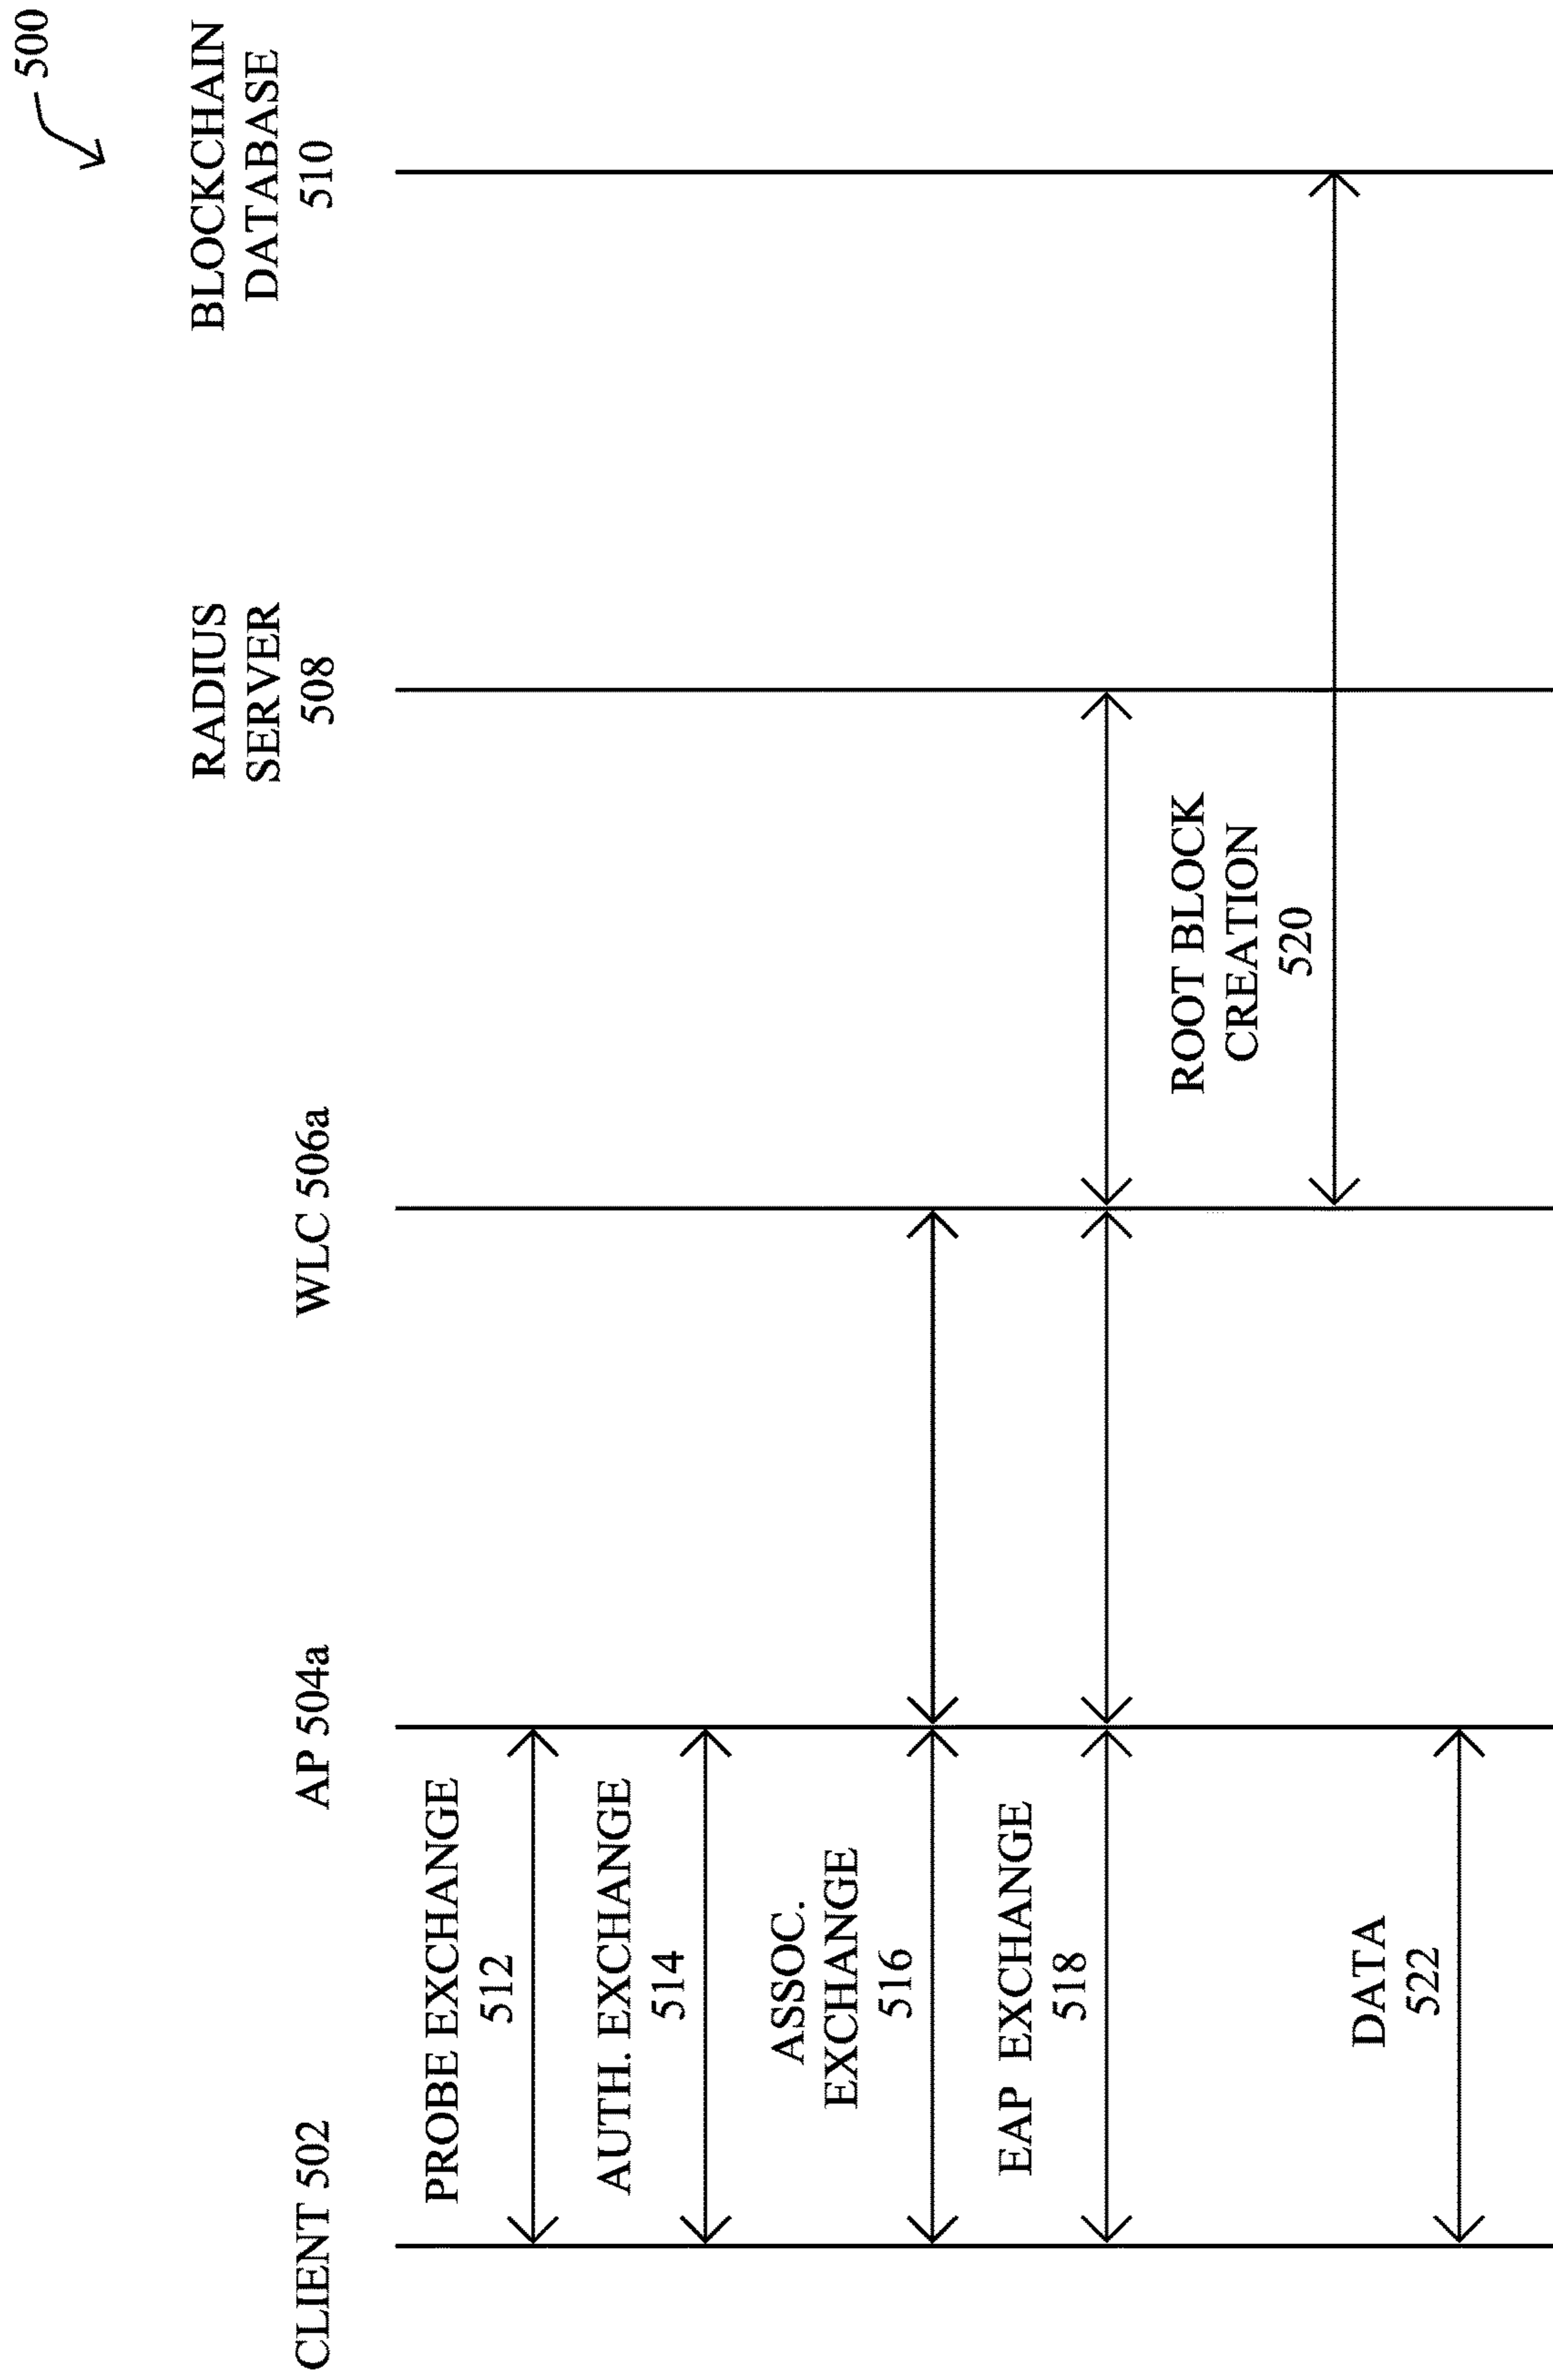 500
CLIENT 502
AP 504a
WLC 506a
RADIUS
SERVER
508
BLOCKCHAIN
DATABASE
510
PROBE EXCHANGE
512
AUTH. EXCHANGE
514
ASSOC.
EXCHANGE
516
EAP EXCHANGE
518
ROOT BLOCK
CREATION
520
DATA
522